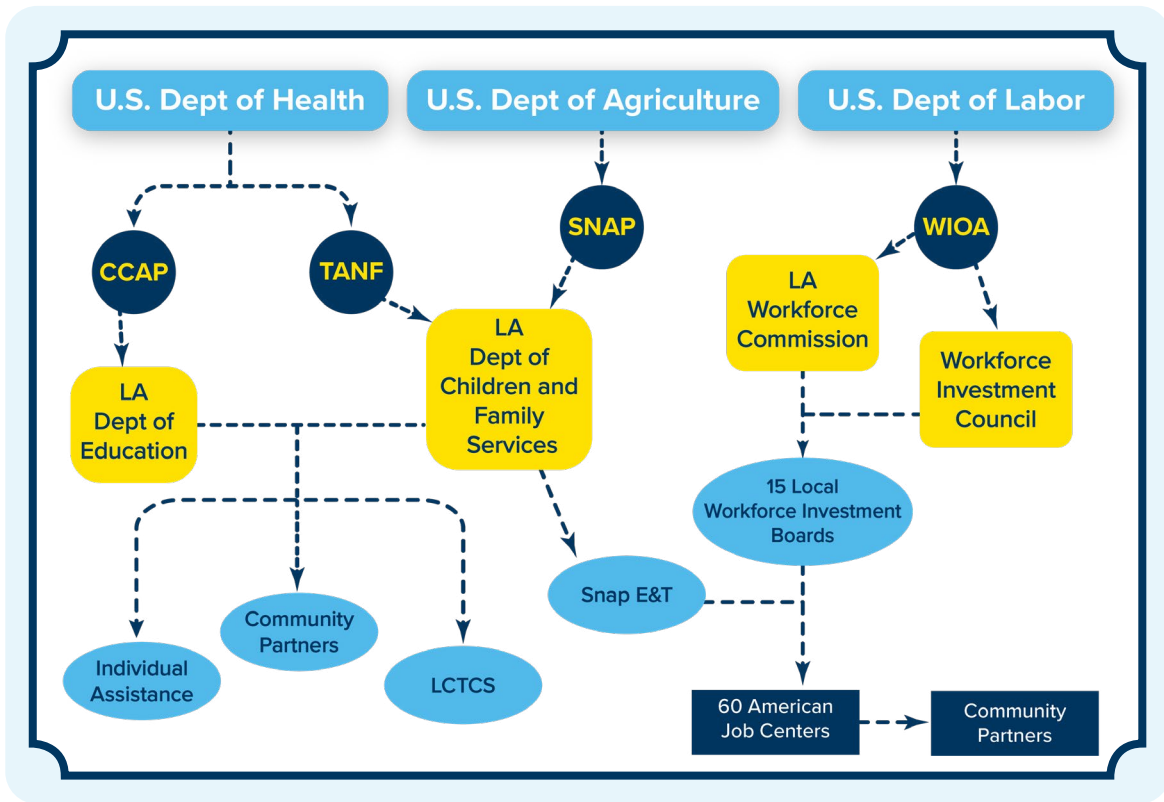 U.S. Dept of Health
U.S. Dept of Agriculture
U.S. Dept of Labor
CCAP
TANF
SNAP
WIOA
LA
Dept of
Education
LA
Dept of
Children and
Family
Services
LA
Workforce
Commission
Workforce
Investment
Council
15 Local
Workforce Investment
Boards
Snap E&T
Individual
Assistance
Community
Partners
LCTCS
60 American
Job Centers
Community
Partners